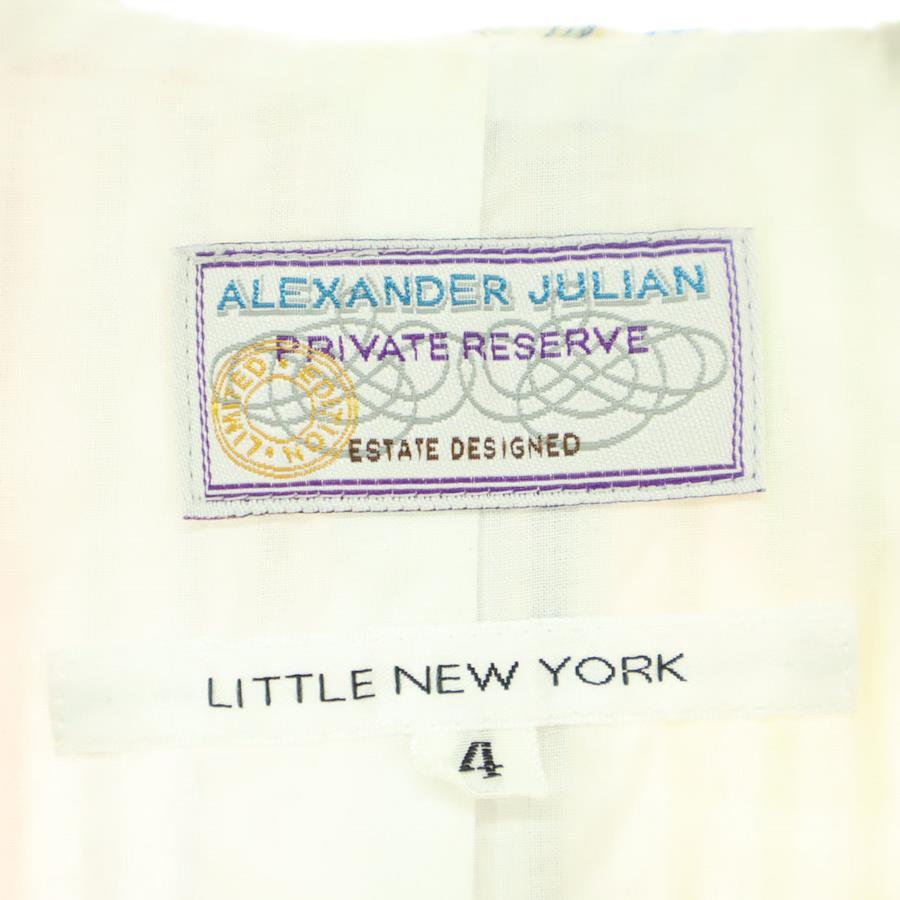 ALEXANDER JULIAN
PRIVATE RESERVE
LIMITED • EDITION •
ESTATE DESIGNED
LITTLE NEW YORK
4